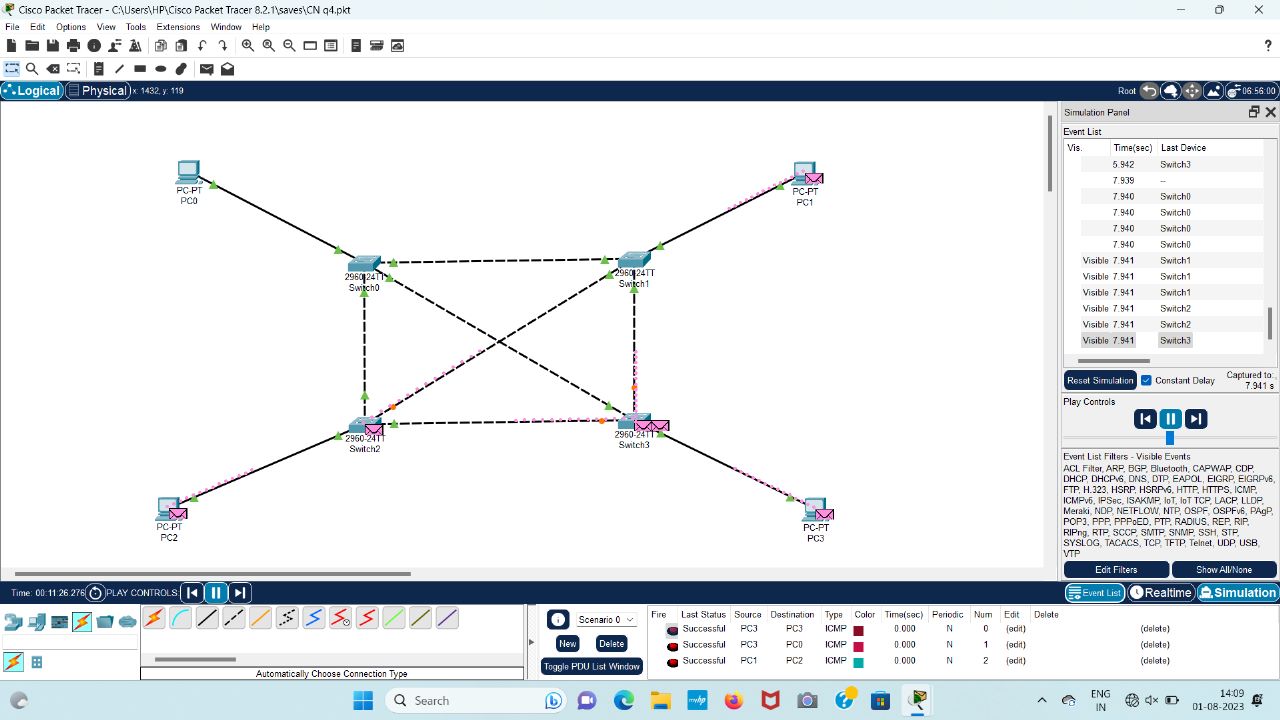 Cisco Packet Tracer - C:\Users\HP\Cisco Packet Tracer 8.2.1\saves\CN q4.pkt
File Edit Options View Tools Extensions Window Help
Logical Physical x: 1432, y: 119 Root 06:56:00
Simulation Panel
Event List
Vis. Time(sec) Last Device
5.942 Switch3
7.939 --
7.940 Switch0
7.940 Switch0
7.940 Switch0
7.940 Switch0
Visible 7.941 Switch1
Visible 7.941 Switch1
Visible 7.941 Switch1
Visible 7.941 Switch2
Visible 7.941 Switch2
Visible 7.941 Switch3
Reset Simulation Constant Delay Captured to:
7.941 s
Play Controls
Event List Filters - Visible Events
ACL Filter, ARP, BGP, Bluetooth, CAPWAP, CDP,
DHCP, DHCPv6, DNS, DTP, EAPOL, EIGRP, EIGRPv6,
FTP, H.323, HSRP, HSRPv6, HTTP, HTTPS, ICMP,
ICMPv6, IPSec, ISAKMP, IoT, IoT TCP, LACP, LLDP,
Meraki, NDP, NETFLOW, NTP, OSPF, OSPFv6, PAgP,
POP3, PPP, PPPoED, PTP, RADIUS, REP, RIP,
RIPng, RTP, SCCP, SMTP, SNMP, SSH, STP,
SYSLOG, TACACS, TCP, TFTP, Telnet, UDP, USB,
VTP
Edit Filters Show All/None
Event List Realtime Simulation
PC-PT
PC0
PC-PT
PC1
2960-24TT
Switch0
2960-24TT
Switch1
2960-24TT
Switch2
2960-24TT
Switch3
PC-PT
PC2
PC-PT
PC3
Time: 00:11:26.276 PLAY CONTROLS:
Automatically Choose Connection Type
Scenario 0
New Delete
Toggle PDU List Window
Fire Last Status Source Destination Type Color Time(sec) Periodic Num Edit Delete
Successful PC3 PC3 ICMP 0.000 N 0 (edit) (delete)
Successful PC3 PC0 ICMP 0.000 N 1 (edit) (delete)
Successful PC1 PC2 ICMP 0.000 N 2 (edit) (delete)
Search
myhp
ENG
IN
14:09
01-08-2023